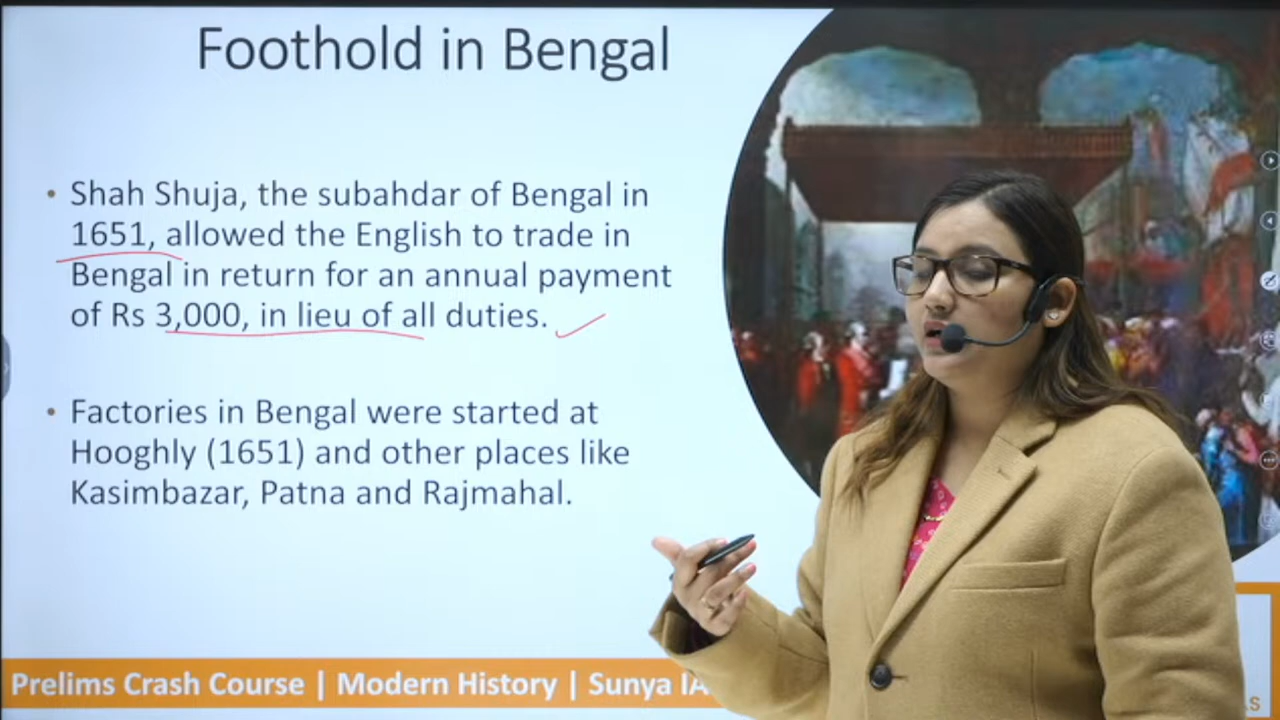 Foothold in Bengal
• Shah Shuja, the subahdar of Bengal in
1651, allowed the English to trade in
Bengal in return for an annual payment
of Rs 3,000, in lieu of all duties.
• Factories in Bengal were started at
Hooghly (1651) and other places like
Kasimbazar, Patna and Rajmahal.
Prelims Crash Course | Modern History | Sunya IA